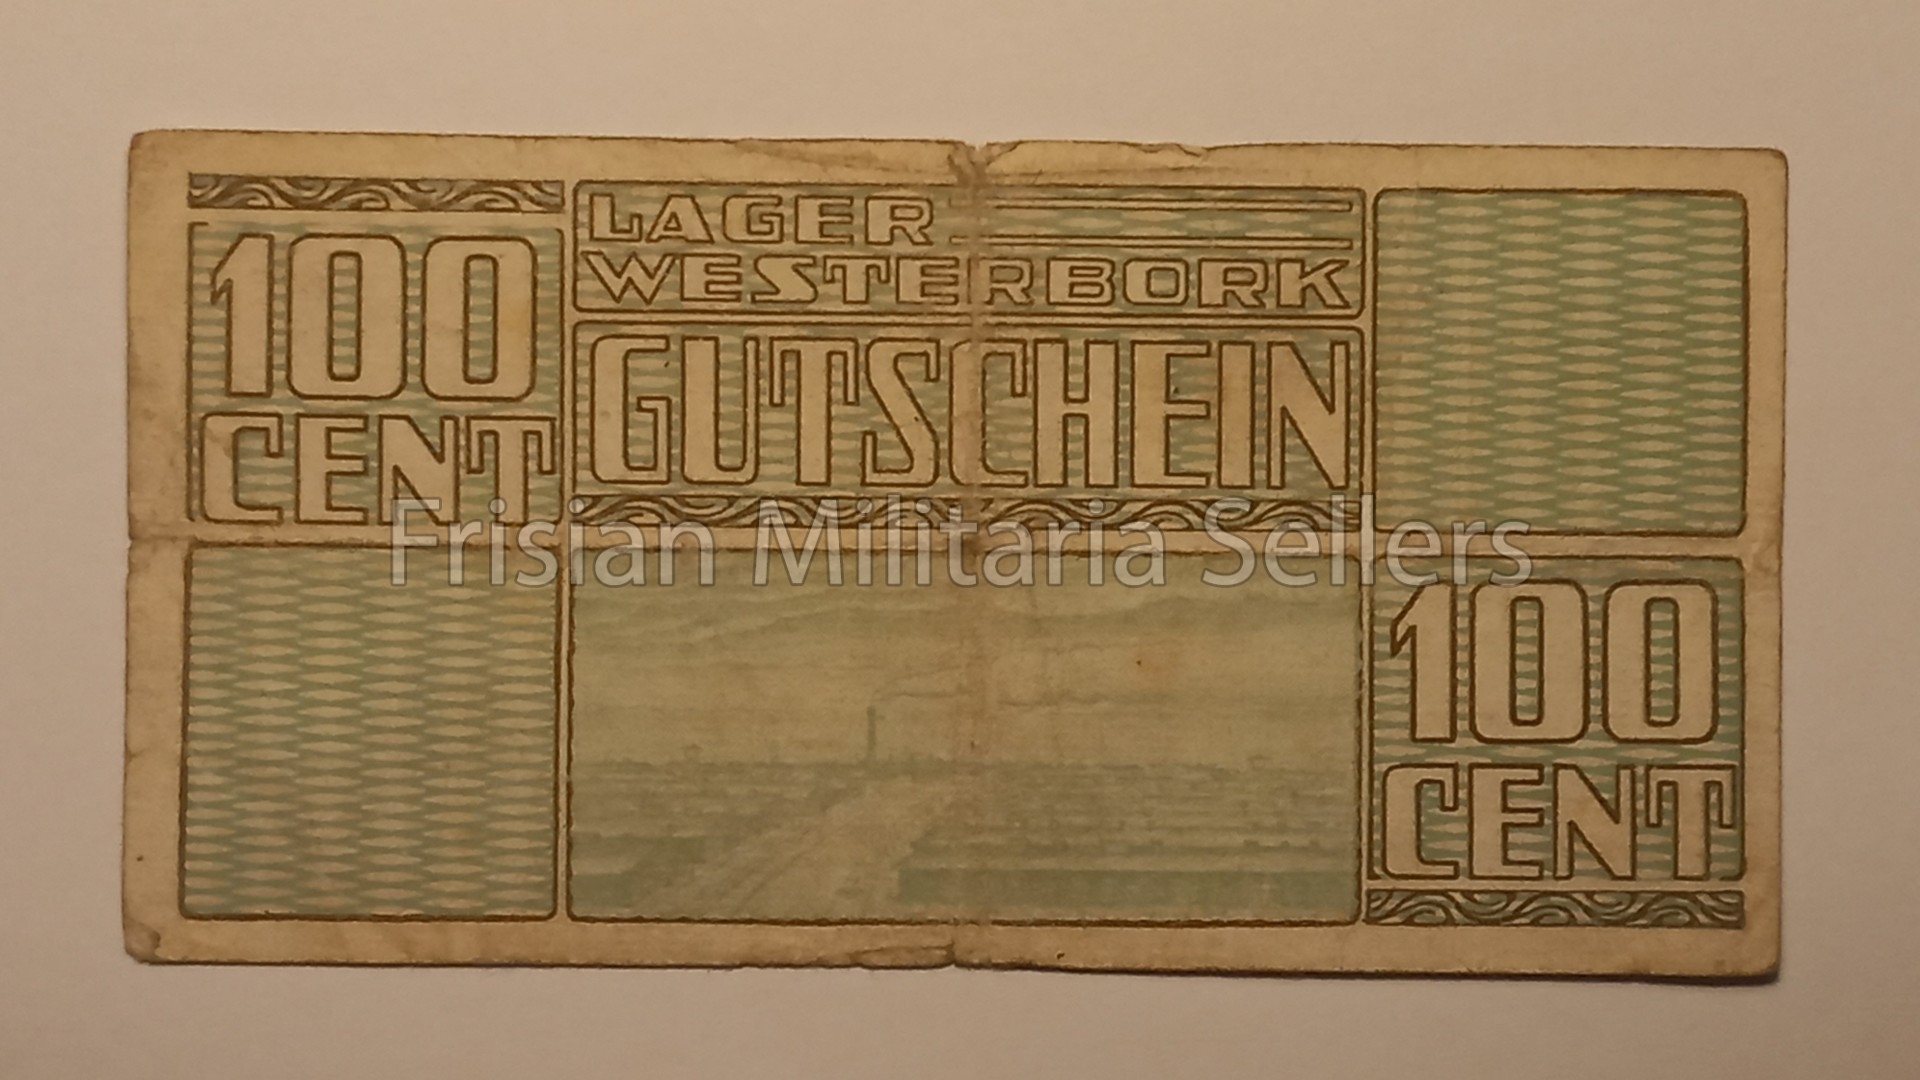 100
CENT
LAGER
WESTERBORK
GUTSCHEIN
Frisian Militaria Sellers
100
CENT